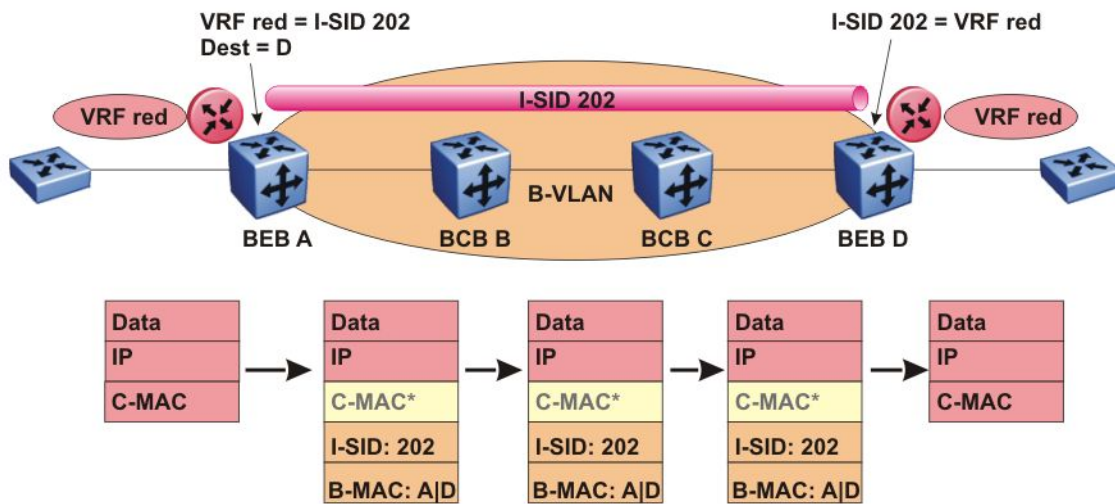 VRF red = I-SID 202
Dest = D
I-SID 202 = VRF red
I-SID 202
VRF red
VRF red
B-VLAN
BEB A
BCB B
BCB C
BEB D
Data
IP
C-MAC
Data
IP
C-MAC*
I-SID: 202
B-MAC: A|D
Data
IP
C-MAC*
I-SID: 202
B-MAC: A|D
Data
IP
C-MAC*
I-SID: 202
B-MAC: A|D
Data
IP
C-MAC